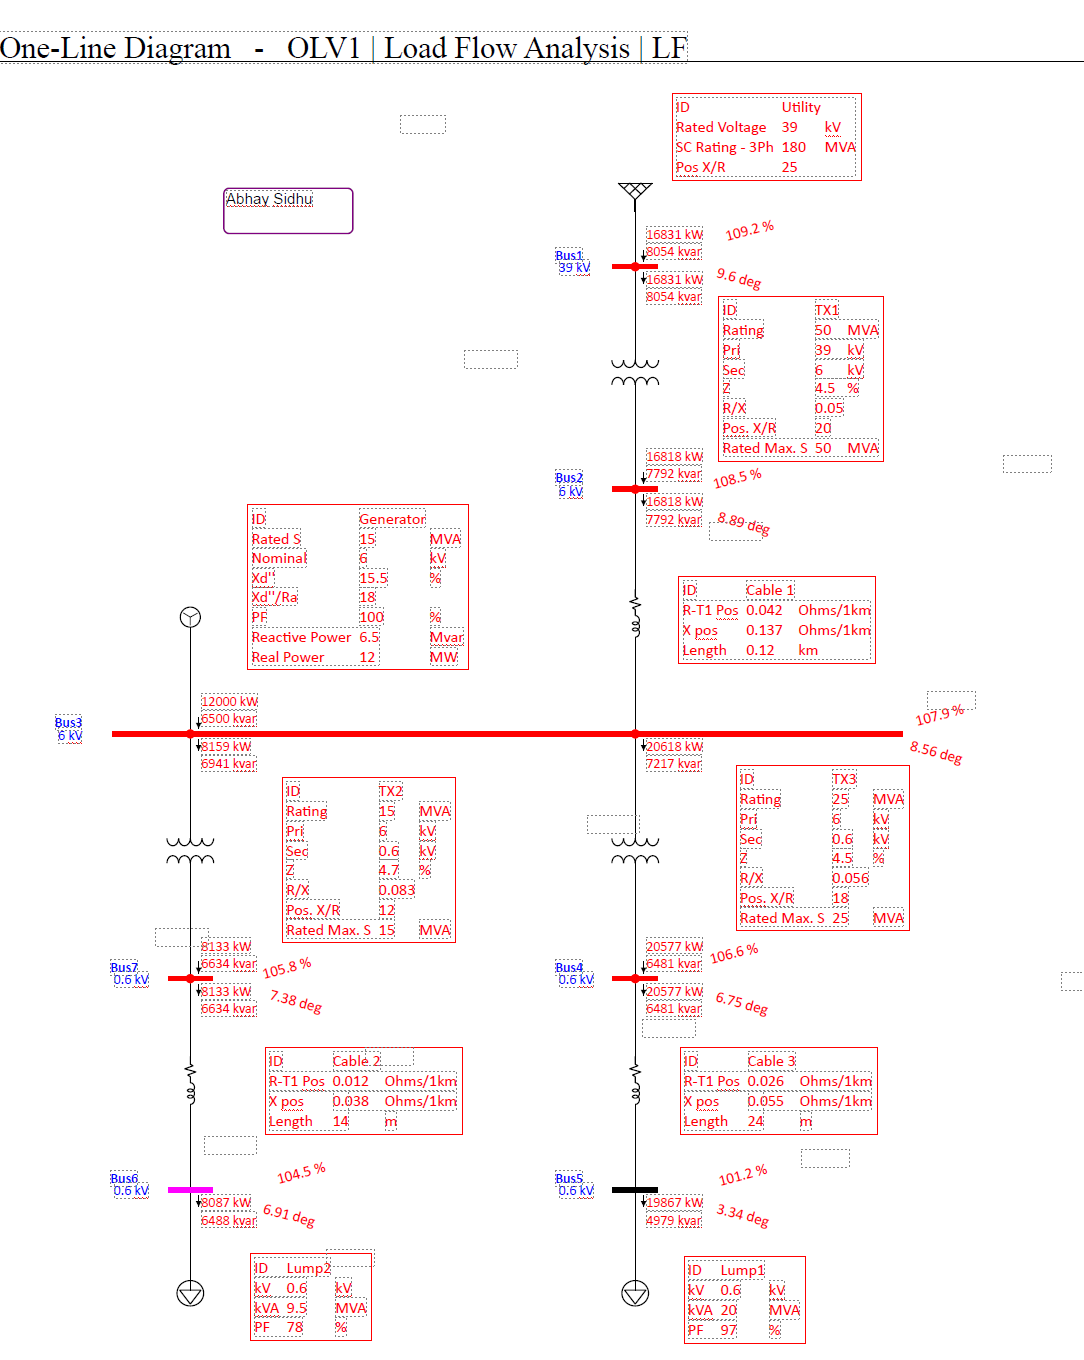 One-Line Diagram - OLV1 | Load Flow Analysis | LF
ID Utility
Rated Voltage 39 kV
SC Rating - 3Ph 180 MVA
Pos X/R 25
Abhay Sidhu
16831 kW
8054 kvar
109.2 %
Bus1
39 kV
16831 kW
8054 kvar
9.6 deg
ID TX1
Rating 50 MVA
Pri 39 kV
Sec 6 kV
Z 4.5 %
R/X 0.05
Pos. X/R 20
Rated Max. S 50 MVA
16818 kW
7792 kvar
108.5 %
Bus2
6 kV
16818 kW
7792 kvar
8.89 deg
ID Generator
Rated S 15 MVA
Nominal 6 kV
Xd" 15.5 %
Xd"/Ra 18
PF 100 %
Reactive Power 6.5 Mvar
Real Power 12 MW
ID Cable 1
R-T1 Pos 0.042 Ohms/1km
X pos 0.137 Ohms/1km
Length 0.12 km
12000 kW
6500 kvar
107.9 %
Bus3
6 kV
8159 kW
6941 kvar
20618 kW
7217 kvar
8.56 deg
ID TX2
Rating 15 MVA
Pri 6 kV
Sec 0.6 kV
Z 4.7 %
R/X 0.083
Pos. X/R 12
Rated Max. S 15 MVA
ID TX3
Rating 25 MVA
Pri 6 kV
Sec 0.6 kV
Z 4.5 %
R/X 0.056
Pos. X/R 18
Rated Max. S 25 MVA
8133 kW
6634 kvar
105.8 %
Bus7
0.6 kV
8133 kW
6634 kvar
7.38 deg
20577 kW
6481 kvar
106.6 %
Bus4
0.6 kV
20577 kW
6481 kvar
6.75 deg
ID Cable 2
R-T1 Pos 0.012 Ohms/1km
X pos 0.038 Ohms/1km
Length 14 m
ID Cable 3
R-T1 Pos 0.026 Ohms/1km
X pos 0.055 Ohms/1km
Length 24 m
104.5 %
Bus6
0.6 kV
8087 kW
6488 kvar
6.91 deg
101.2 %
Bus5
0.6 kV
19867 kW
4979 kvar
3.34 deg
ID Lump2
kV 0.6 kV
kVA 9.5 MVA
PF 78 %
ID Lump1
kV 0.6 kV
kVA 20 MVA
PF 97 %